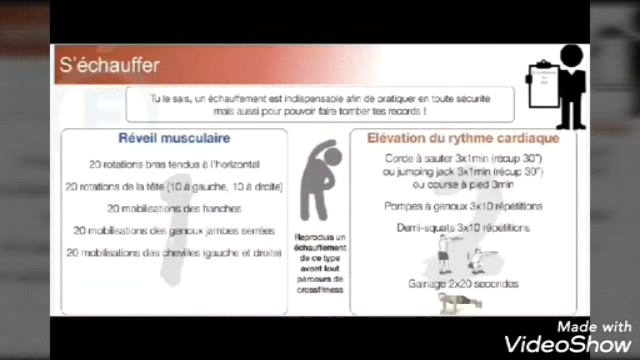 S'échauffer
Tu le sais, un échauffement est indispensable afin de pratiquer en toute sécurité
mais aussi pour pouvoir faire tomber tes records !
Réveil musculaire
20 rotations bras tendus à l'horizontal
20 rotations de la tête (10 à gauche, 10 à droite)
20 mobilisations des hanches
20 mobilisations des genoux jambes serrées
20 mobilisations des chevilles (gauche et droite)
1
Reproduis un
échauffement
de ce type
avant tout
parcours de
crossfitness
Elévation du rythme cardiaque
Corde à sauter 3x1min (récup 30")
ou jumping jack 3x1min (récup 30")
ou course à pied 3min
Pompes à genoux 3x10 répétitions
Demi-squats 3x10 répétitions
Gainage 2x20 secondes
2
Made with
VideoShow